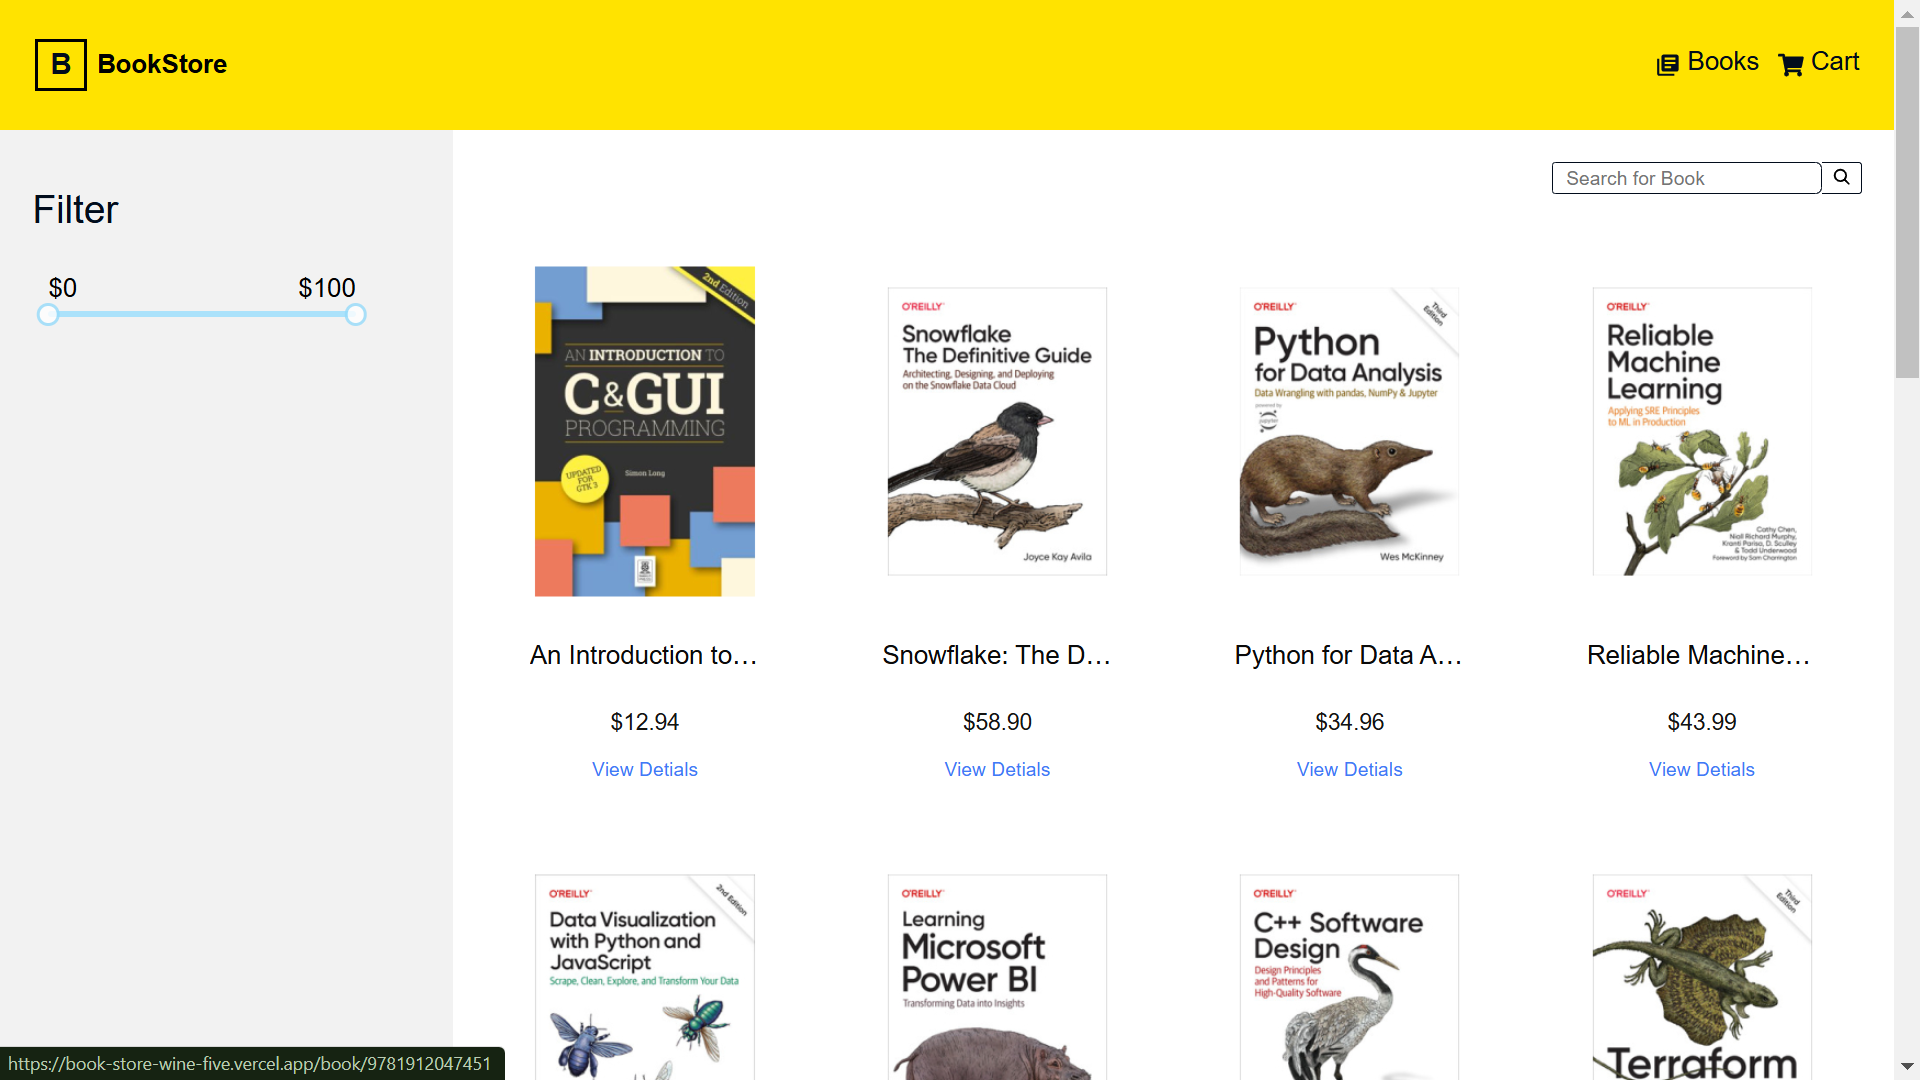 B BookStore
Books Cart
Filter
$0 $100
Search for Book
2nd Edition
AN INTRODUCTION TO
C&GUI
PROGRAMMING
UPDATED
FOR
GTK 3
Simon Long
O'REILLY
Snowflake
The Definitive Guide
Architecting, Designing, and Deploying
on the Snowflake Data Cloud
Joyce Kay Avila
O'REILLY
Third
Edition
Python
for Data Analysis
Data Wrangling with pandas, NumPy & Jupyter
powered by
jupyter
Wes McKinney
O'REILLY
Reliable
Machine
Learning
Applying SRE Principles
to ML in Production
Cathy Chen,
Niall Richard Murphy,
Kranti Parisa, D. Sculley
& Todd Underwood
Foreword by Sam Charrington
An Introduction to…
Snowflake: The D…
Python for Data A…
Reliable Machine…
$12.94
$58.90
$34.96
$43.99
View Detials
View Detials
View Detials
View Detials
O'REILLY
2nd Edition
Data Visualization
with Python and
JavaScript
Scrape, Clean, Explore, and Transform Your Data
O'REILLY
Learning
Microsoft
Power BI
Transforming Data into Insights
O'REILLY
C++ Software
Design
Design Principles
and Patterns for
High-Quality Software
O'REILLY
Third
Edition
Terraform
https://book-store-wine-five.vercel.app/book/9781912047451